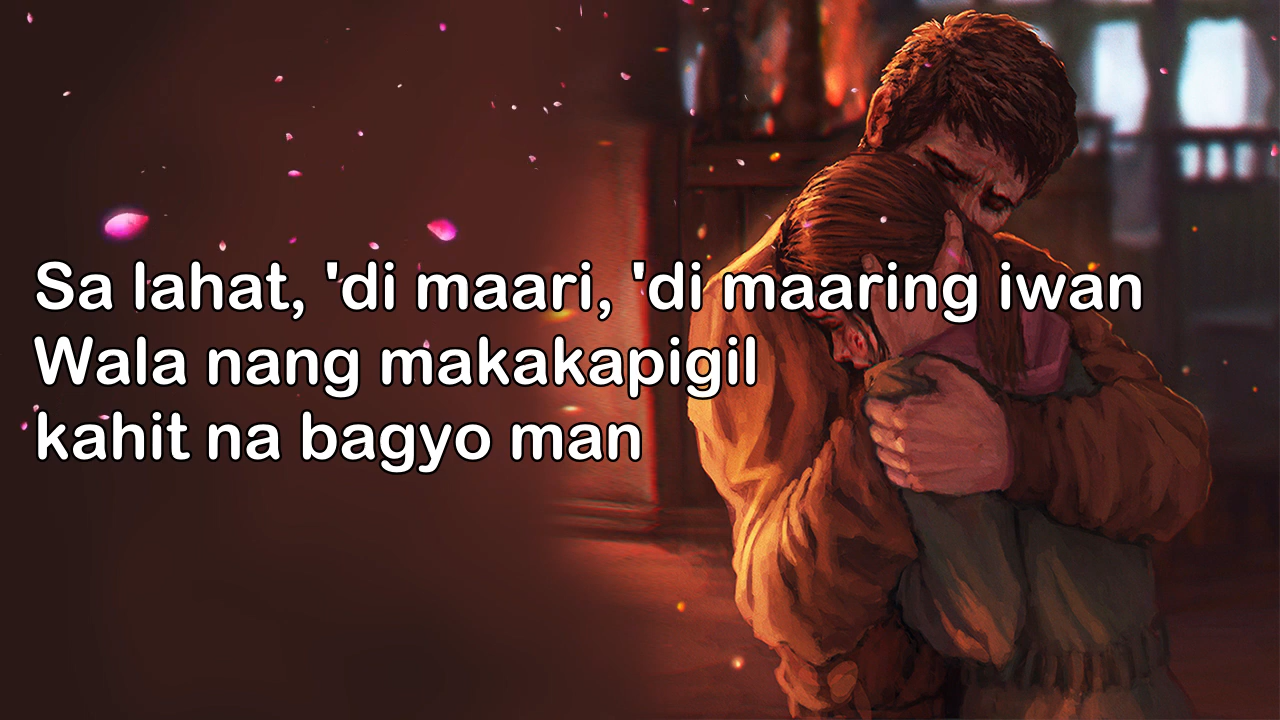 Sa lahat, 'di maari, 'di maaring iwan
Wala nang makakapigil
kahit na bagyo man